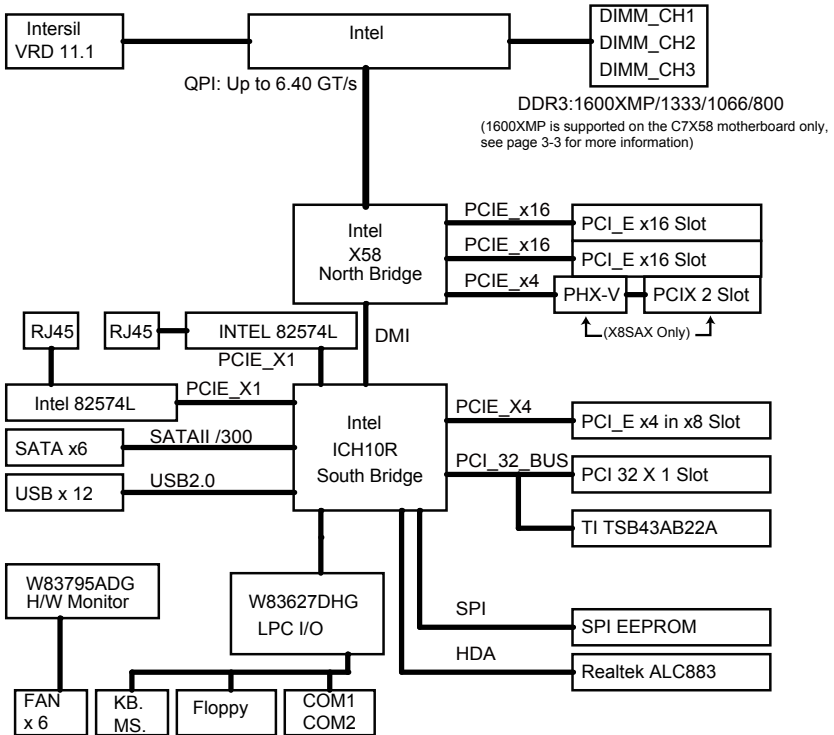 Intersil
VRD 11.1
Intel
DIMM_CH1
DIMM_CH2
DIMM_CH3
QPI: Up to 6.40 GT/s
DDR3:1600XMP/1333/1066/800
(1600XMP is supported on the C7X58 motherboard only,
see page 3-3 for more information)
Intel
X58
North Bridge
PCIE_x16
PCI_E x16 Slot
PCIE_x16
PCI_E x16 Slot
PCIE_x4
PHX-V
PCIX 2 Slot
(X8SAX Only)
RJ45
RJ45
INTEL 82574L
DMI
PCIE_X1
Intel 82574L
PCIE_X1
SATA x6
SATAII /300
USB x 12
USB2.0
Intel
ICH10R
South Bridge
PCIE_X4
PCI_E x4 in x8 Slot
PCI_32_BUS
PCI 32 X 1 Slot
TI TSB43AB22A
W83795ADG
H/W Monitor
W83627DHG
LPC I/O
SPI
SPI EEPROM
HDA
Realtek ALC883
FAN
x 6
KB.
MS.
Floppy
COM1
COM2